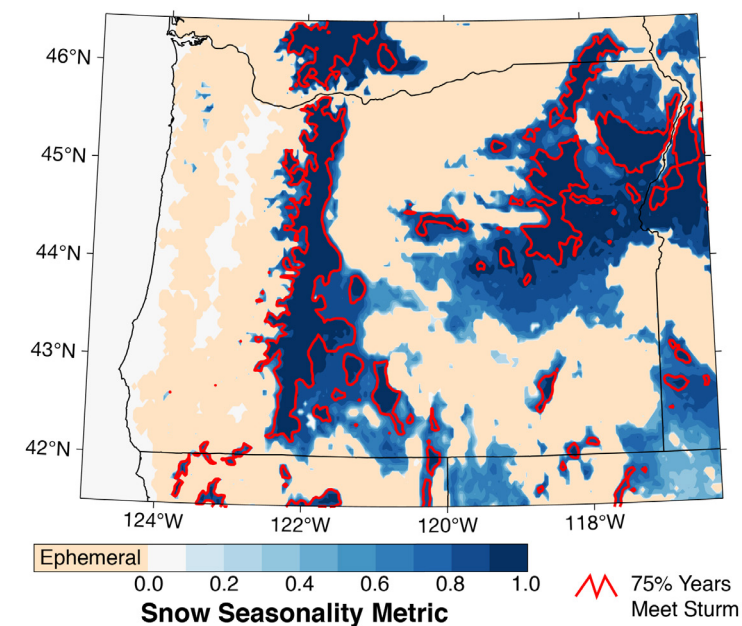 46°N
45°N
44°N
43°N
42°N
124°W 122°W 120°W 118°W
Ephemeral
0.0 0.2 0.4 0.6 0.8 1.0
Snow Seasonality Metric
75% Years
Meet Sturm